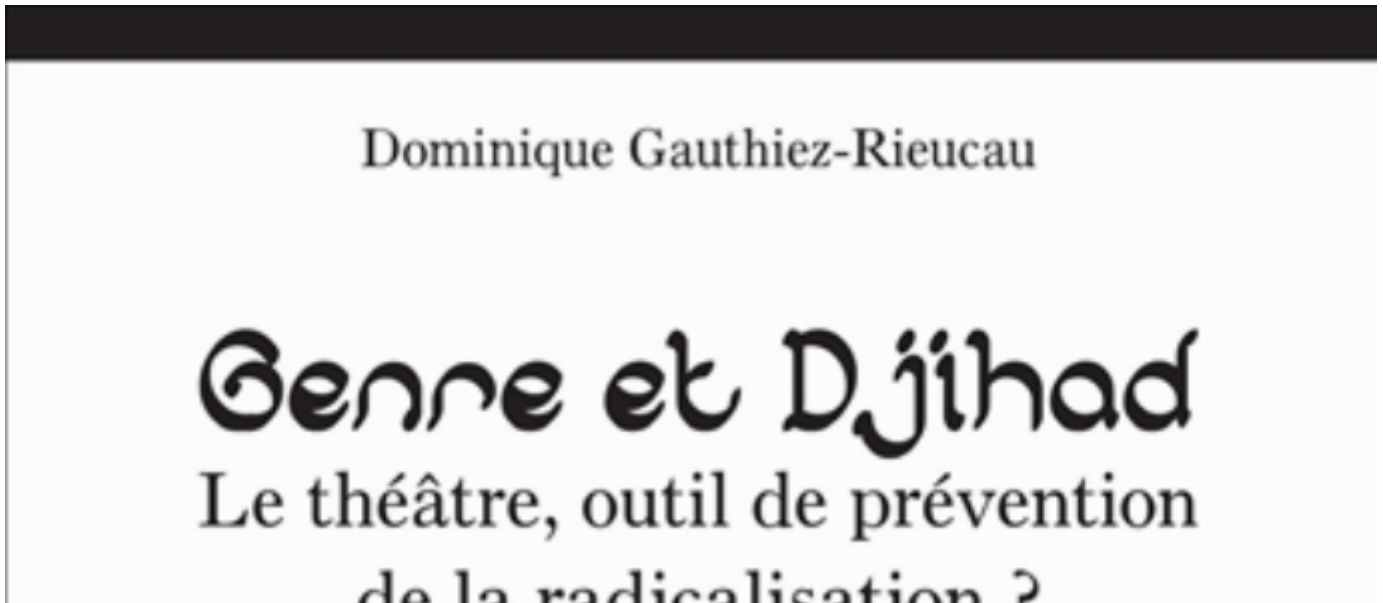 Dominique Gauthiez-Rieucau
Genre et Djihad
Le théâtre, outil de prévention
de la radicalisation ?